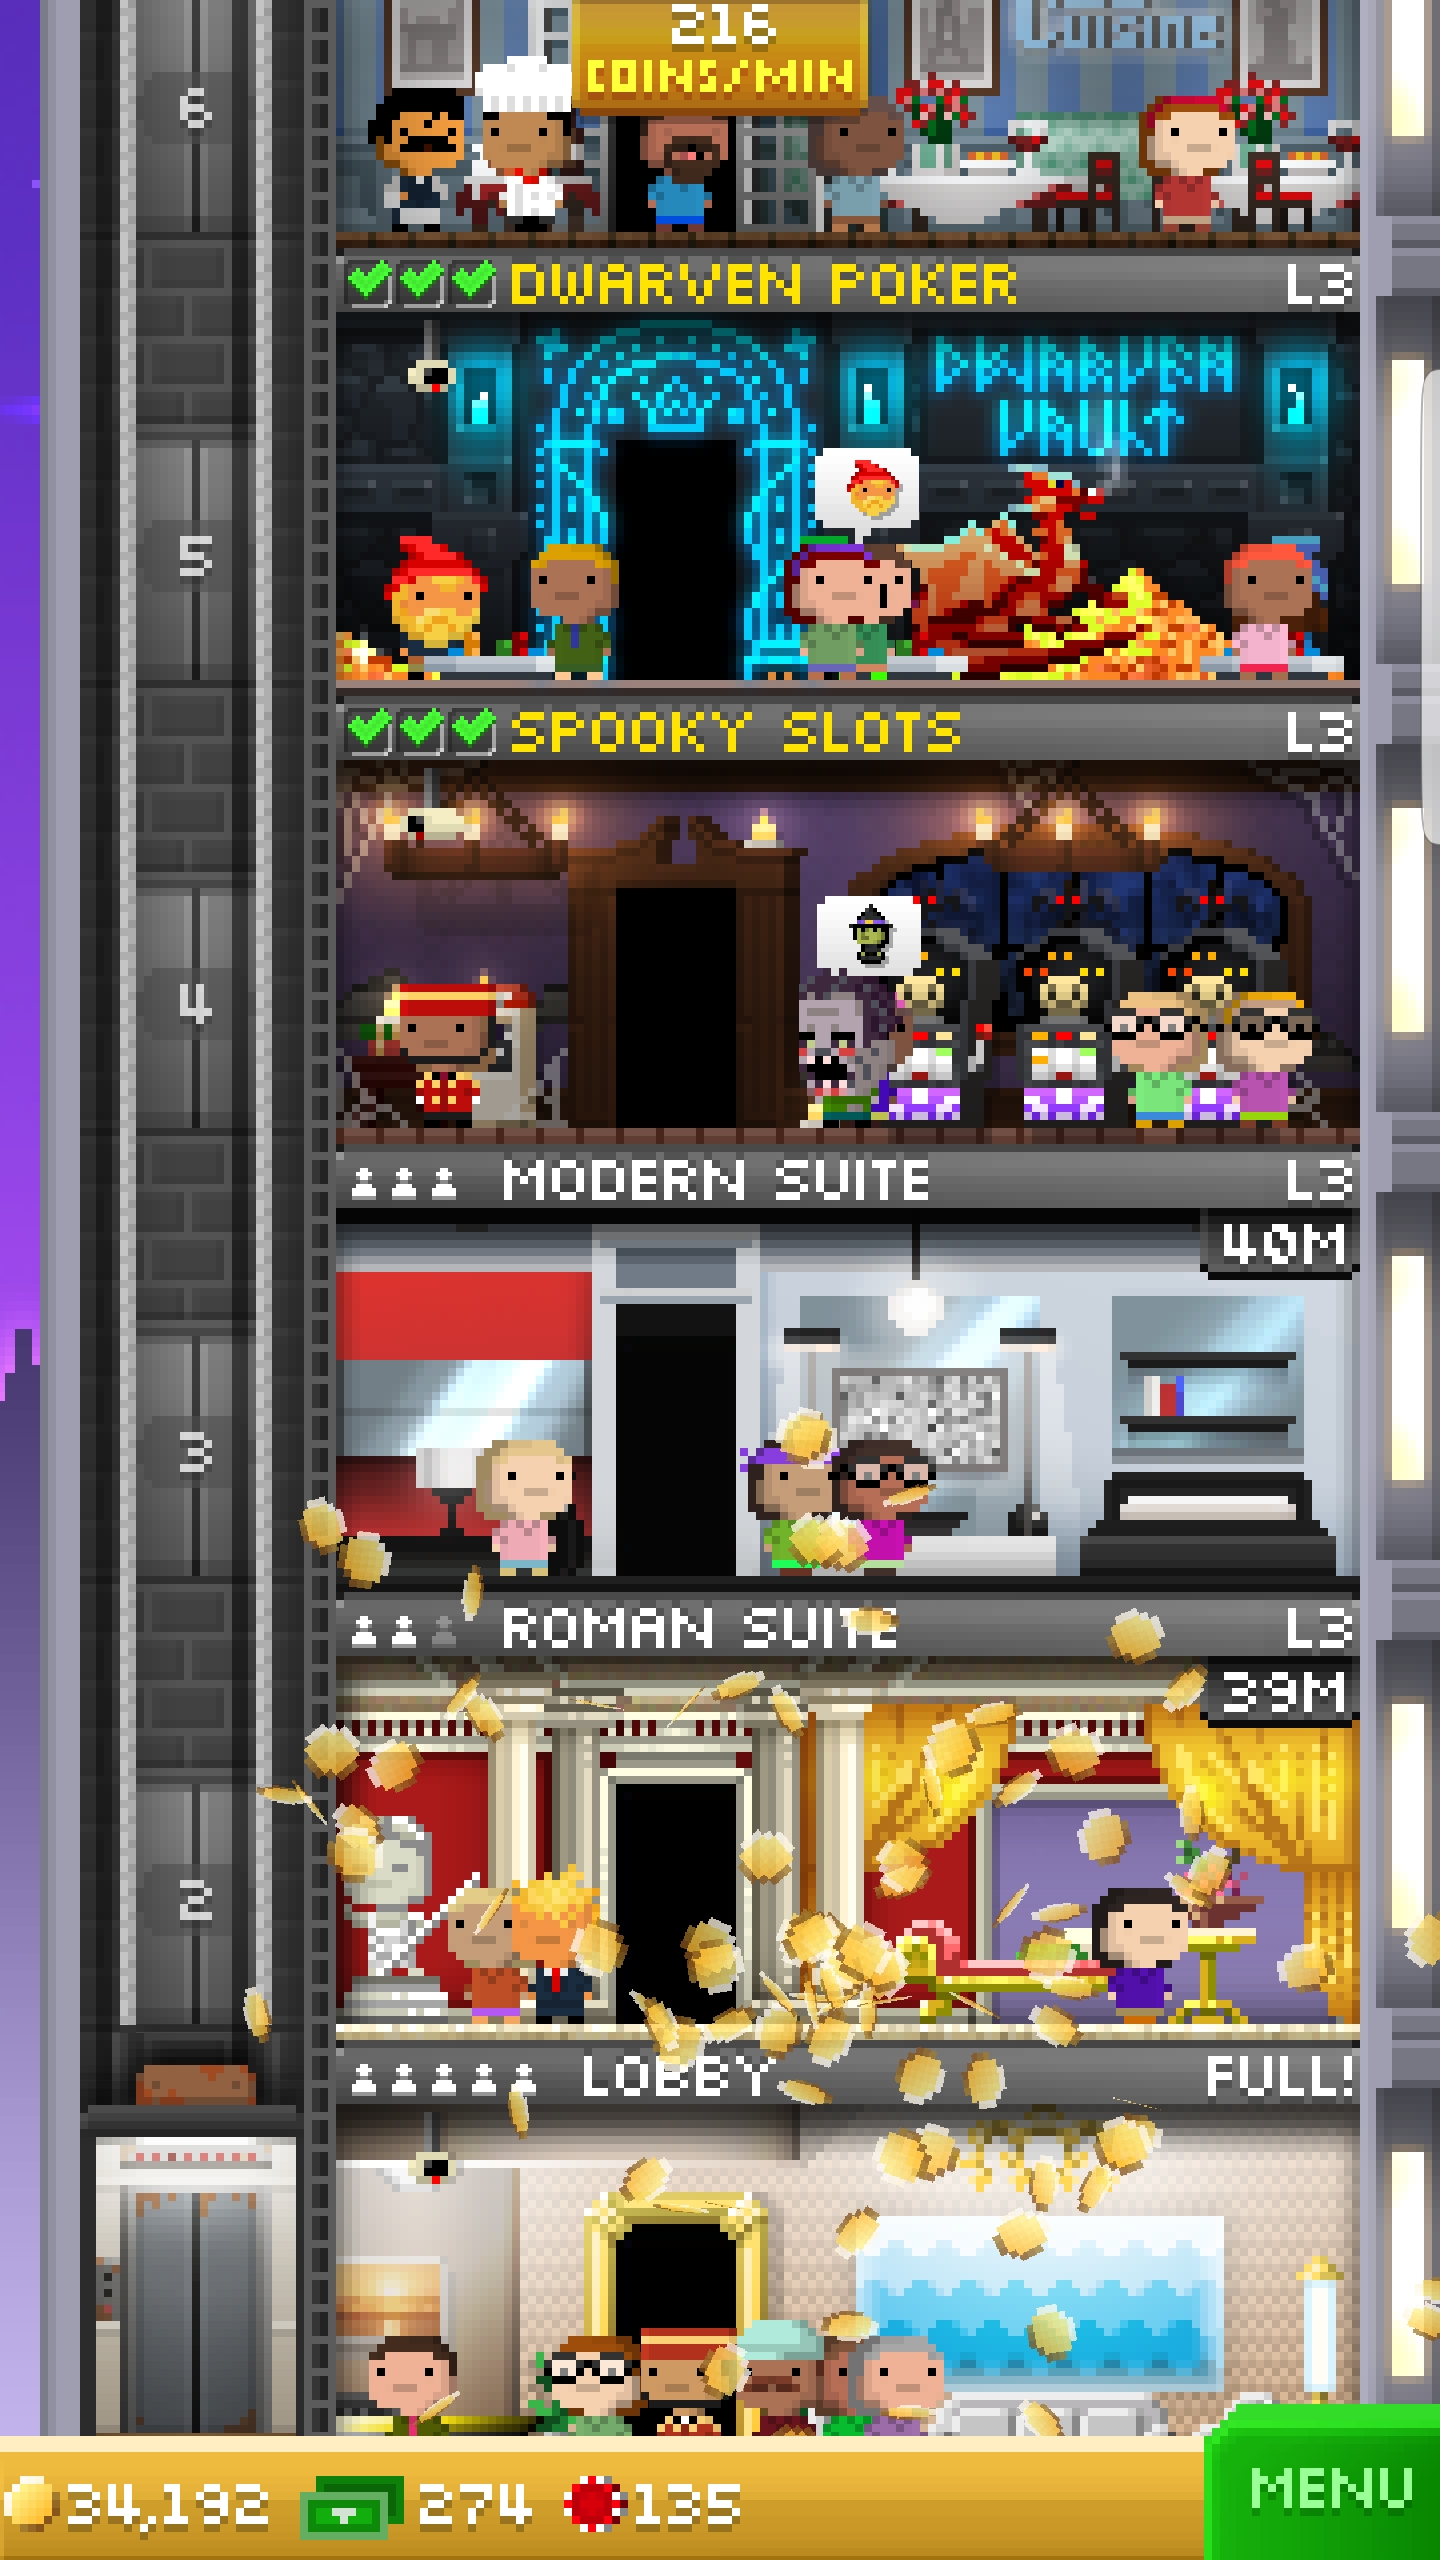 216
COINS/MIN
Cuisine
6
DWARVEN POKER L3
DWARVEN
VAULT
5
SPOOKY SLOTS L3
4
MODERN SUITE L3
40M
3
ROMAN SUITE L3
39M
2
LOBBY FULL!
34,192 274 135 MENU